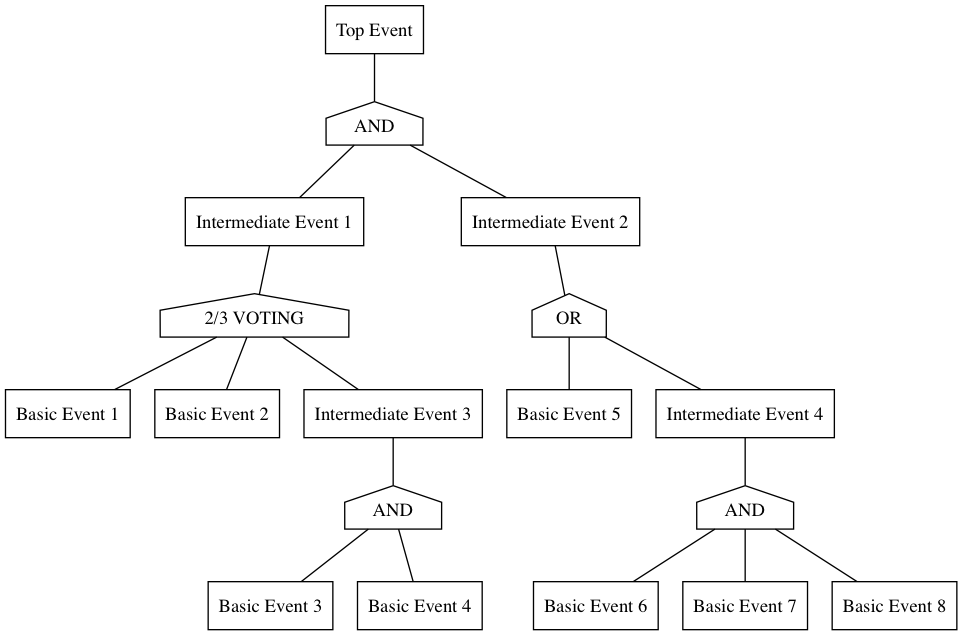 Top Event
AND
Intermediate Event 1
Intermediate Event 2
2/3 VOTING
OR
Basic Event 1
Basic Event 2
Intermediate Event 3
Basic Event 5
Intermediate Event 4
AND
AND
Basic Event 3
Basic Event 4
Basic Event 6
Basic Event 7
Basic Event 8